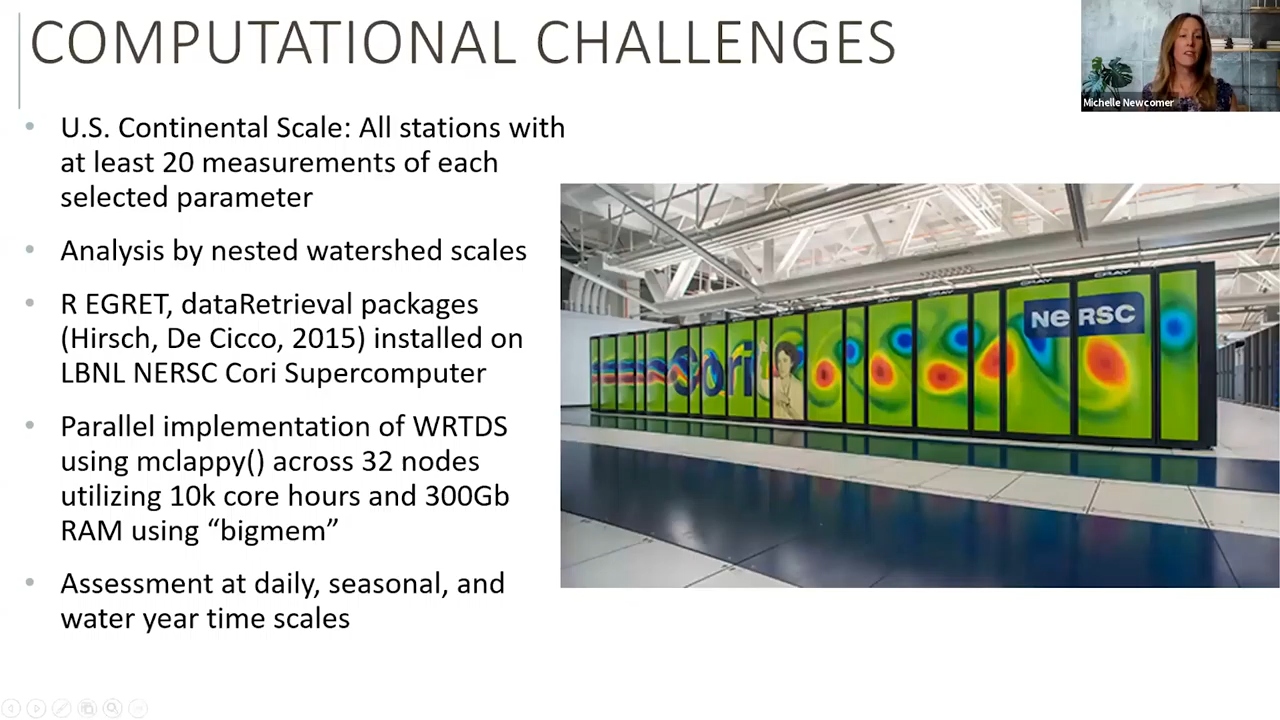 COMPUTATIONAL CHALLENGES
Michelle Newcomer
• U.S. Continental Scale: All stations with
at least 20 measurements of each
selected parameter
• Analysis by nested watershed scales
• R EGRET, dataRetrieval packages
(Hirsch, De Cicco, 2015) installed on
LBNL NERSC Cori Supercomputer
• Parallel implementation of WRTDS
using mclappy() across 32 nodes
utilizing 10k core hours and 300Gb
RAM using “bigmem”
• Assessment at daily, seasonal, and
water year time scales
CRAY
CRAY
NeRSC
Cori